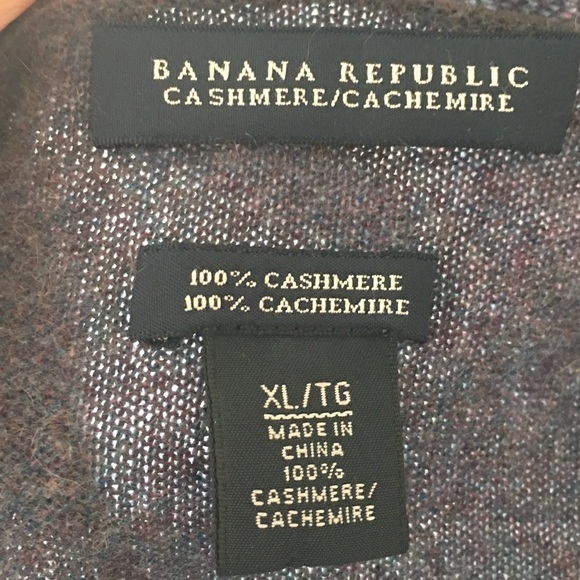 BANANA REPUBLIC
CASHMERE/CACHEMIRE
100% CASHMERE
100% CACHEMIRE
XL/TG
MADE IN
CHINA
100%
CASHMERE/
CACHEMIRE